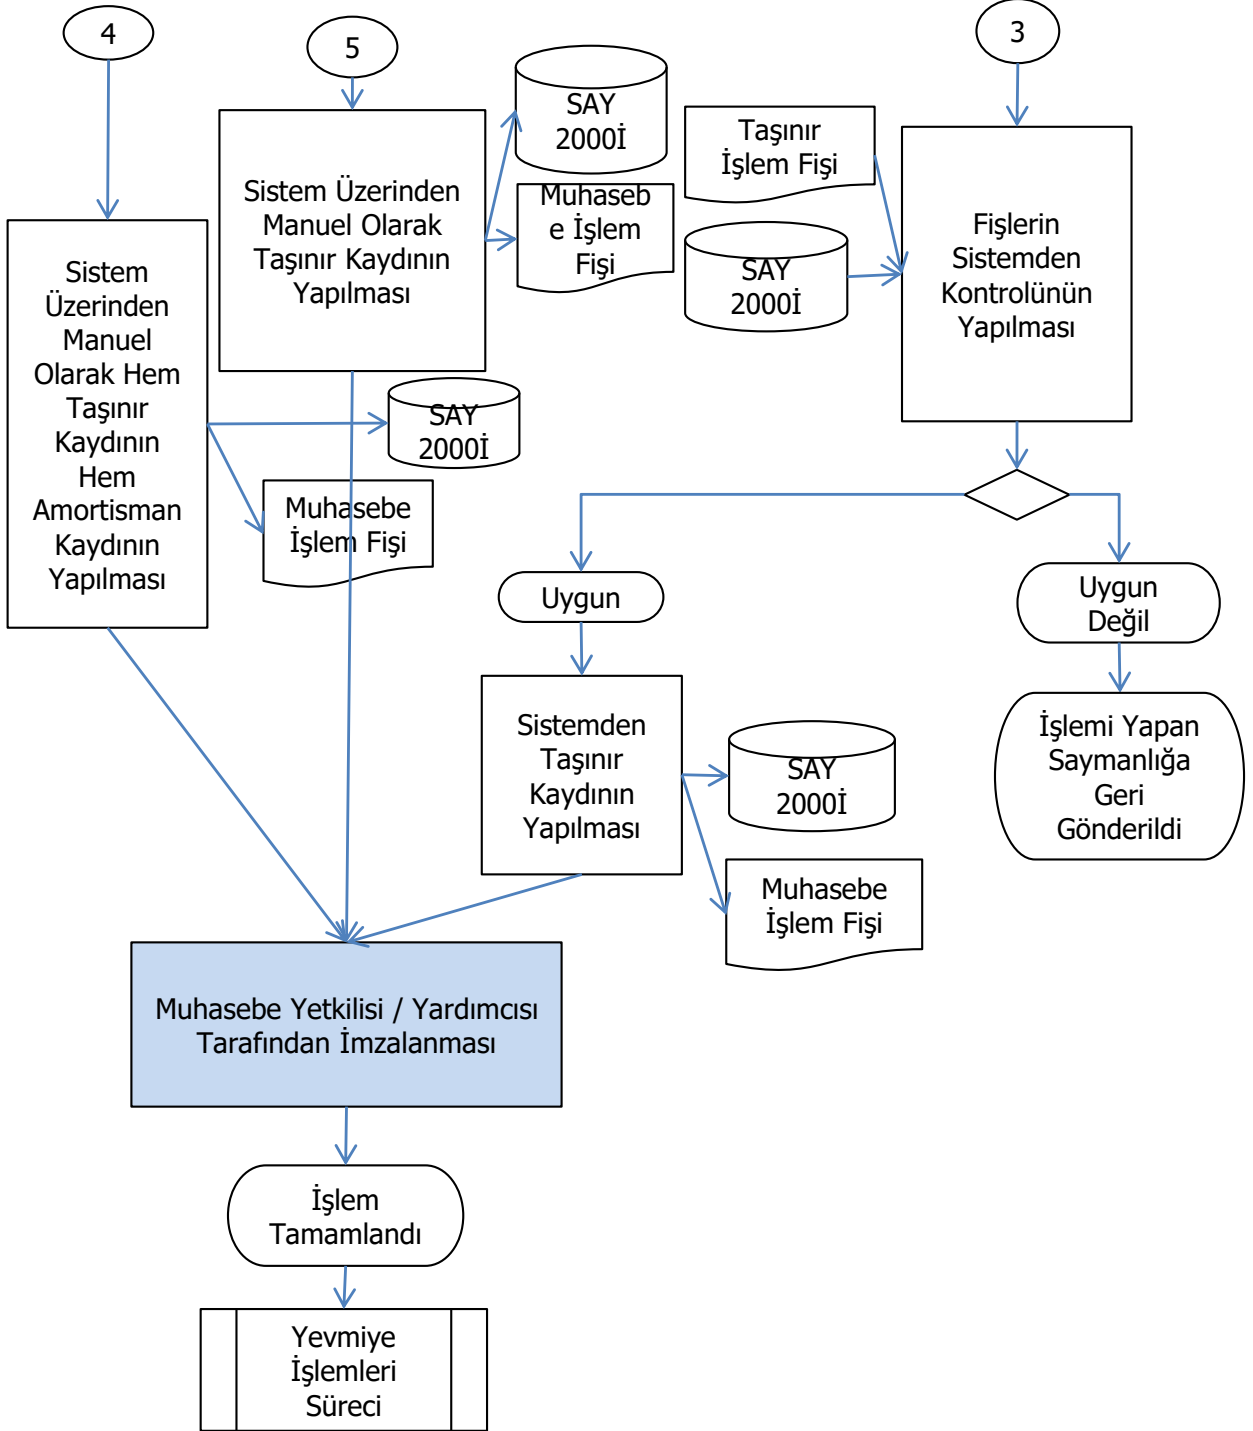 4
5
3
SAY
2000İ
Taşınır
İşlem Fişi
Sistem Üzerinden
Manuel Olarak
Taşınır Kaydının
Yapılması
Muhaseb
e İşlem
Fişi
Fişlerin
Sistemden
Kontrolünün
Yapılması
SAY
2000İ
Sistem
Üzerinden
Manuel
Olarak Hem
Taşınır
Kaydının
Hem
Amortisman
Kaydının
Yapılması
SAY
2000İ
Muhasebe
İşlem Fişi
Uygun
Uygun
Değil
Sistemden
Taşınır
Kaydının
Yapılması
SAY
2000İ
İşlemi Yapan
Saymanlığa
Geri
Gönderildi
Muhasebe
İşlem Fişi
Muhasebe Yetkilisi / Yardımcısı
Tarafından İmzalanması
İşlem
Tamamlandı
Yevmiye
İşlemleri
Süreci